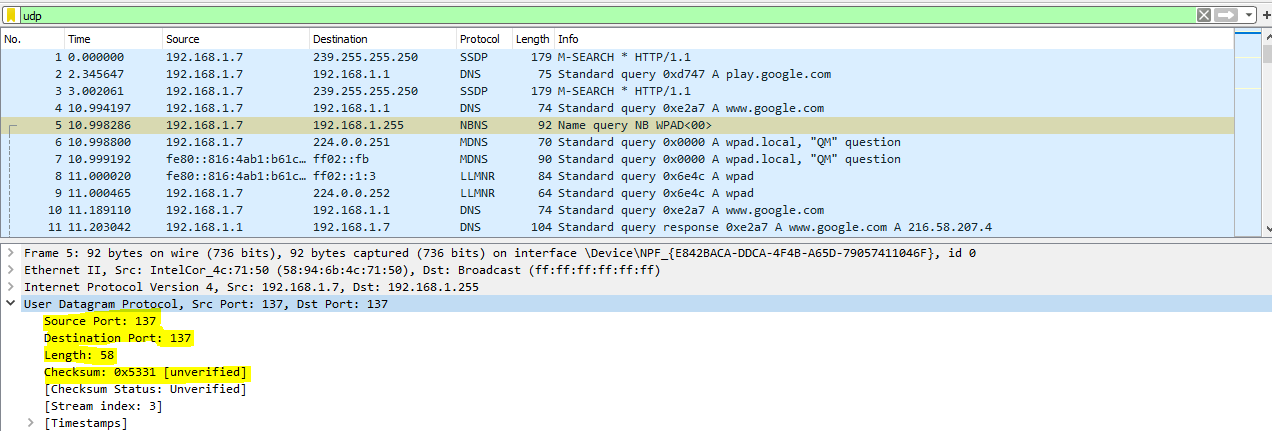 udp
No. Time Source Destination Protocol Length Info
1 0.000000 192.168.1.7 239.255.255.250 SSDP 179 M-SEARCH * HTTP/1.1
2 2.345647 192.168.1.7 192.168.1.1 DNS 75 Standard query 0xd747 A play.google.com
3 3.002061 192.168.1.7 239.255.255.250 SSDP 179 M-SEARCH * HTTP/1.1
4 10.994197 192.168.1.7 192.168.1.1 DNS 74 Standard query 0xe2a7 A www.google.com
5 10.998286 192.168.1.7 192.168.1.255 NBNS 92 Name query NB WPAD<00>
6 10.998800 192.168.1.7 224.0.0.251 MDNS 70 Standard query 0x0000 A wpad.local, "QM" question
7 10.999192 fe80::816:4ab1:b61c… ff02::fb MDNS 90 Standard query 0x0000 A wpad.local, "QM" question
8 11.000020 fe80::816:4ab1:b61c… ff02::1:3 LLMNR 84 Standard query 0x6e4c A wpad
9 11.000465 192.168.1.7 224.0.0.252 LLMNR 64 Standard query 0x6e4c A wpad
10 11.189110 192.168.1.7 192.168.1.1 DNS 74 Standard query 0xe2a7 A www.google.com
11 11.203042 192.168.1.1 192.168.1.7 DNS 104 Standard query response 0xe2a7 A www.google.com A 216.58.207.4
Frame 5: 92 bytes on wire (736 bits), 92 bytes captured (736 bits) on interface \Device\NPF_{E842BACA-DDCA-4F4B-A65D-79057411046F}, id 0
Ethernet II, Src: IntelCor_4c:71:50 (58:94:6b:4c:71:50), Dst: Broadcast (ff:ff:ff:ff:ff:ff)
Internet Protocol Version 4, Src: 192.168.1.7, Dst: 192.168.1.255
User Datagram Protocol, Src Port: 137, Dst Port: 137
Source Port: 137
Destination Port: 137
Length: 58
Checksum: 0x5331 [unverified]
[Checksum Status: Unverified]
[Stream index: 3]
[Timestamps]